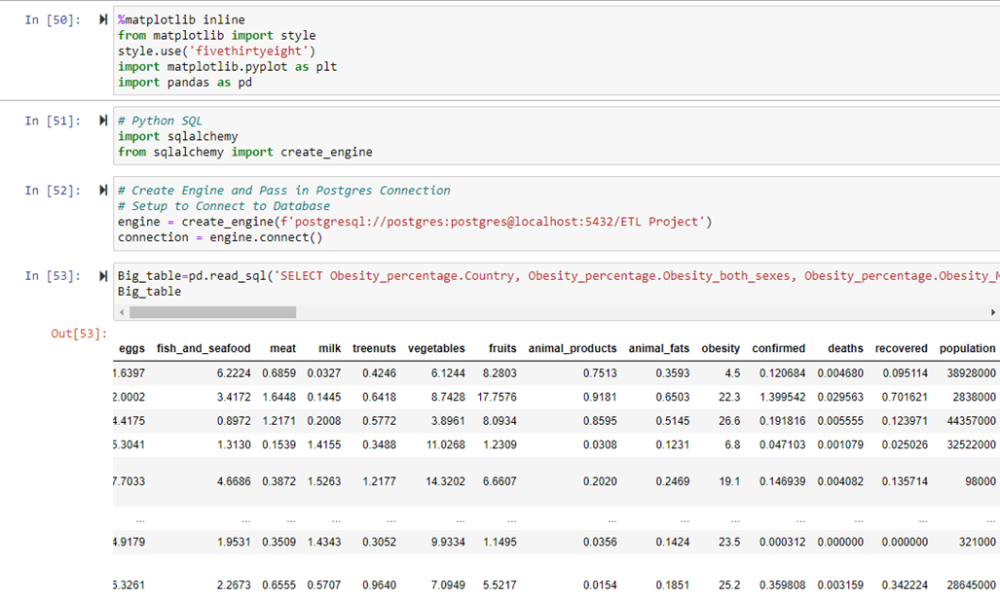 In [50]: %matplotlib inline
from matplotlib import style
style.use('fivethirtyeight')
import matplotlib.pyplot as plt
import pandas as pd
In [51]: # Python SQL
import sqlalchemy
from sqlalchemy import create_engine
In [52]: # Create Engine and Pass in Postgres Connection
# Setup to Connect to Database
engine = create_engine(f'postgresql://postgres:postgres@localhost:5432/ETL Project')
connection = engine.connect()
In [53]: Big_table=pd.read_sql('SELECT Obesity_percentage.Country, Obesity_percentage.Obesity_both_sexes, Obesity_percentage.Obesity_M
Big_table
Out[53]:
eggs fish_and_seafood meat milk treenuts vegetables fruits animal_products animal_fats obesity confirmed deaths recovered population
1.6397 6.2224 0.6859 0.0327 0.4246 6.1244 8.2803 0.7513 0.3593 4.5 0.120684 0.004680 0.095114 38928000
2.0002 3.4172 1.6448 0.1445 0.6418 8.7428 17.7576 0.9181 0.6503 22.3 1.399542 0.029563 0.701621 2838000
4.4175 0.8972 1.2171 0.2008 0.5772 3.8961 8.0934 0.8595 0.5145 26.6 0.191816 0.005555 0.123971 44357000
5.3041 1.3130 0.1539 1.4155 0.3488 11.0268 1.2309 0.0308 0.1231 6.8 0.047103 0.001079 0.025026 32522000
7.7033 4.6686 0.3872 1.5263 1.2177 14.3202 6.6607 0.2020 0.2469 19.1 0.146939 0.004082 0.135714 98000
... ... ... ... ... ... ... ... ... ... ... ... ... ...
4.9179 1.9531 0.3509 1.4343 0.3052 9.9334 1.1495 0.0356 0.1424 23.5 0.000312 0.000000 0.000000 321000
6.3261 2.2673 0.6555 0.5707 0.9640 7.0949 5.5217 0.0154 0.1851 25.2 0.359808 0.003159 0.342224 28645000